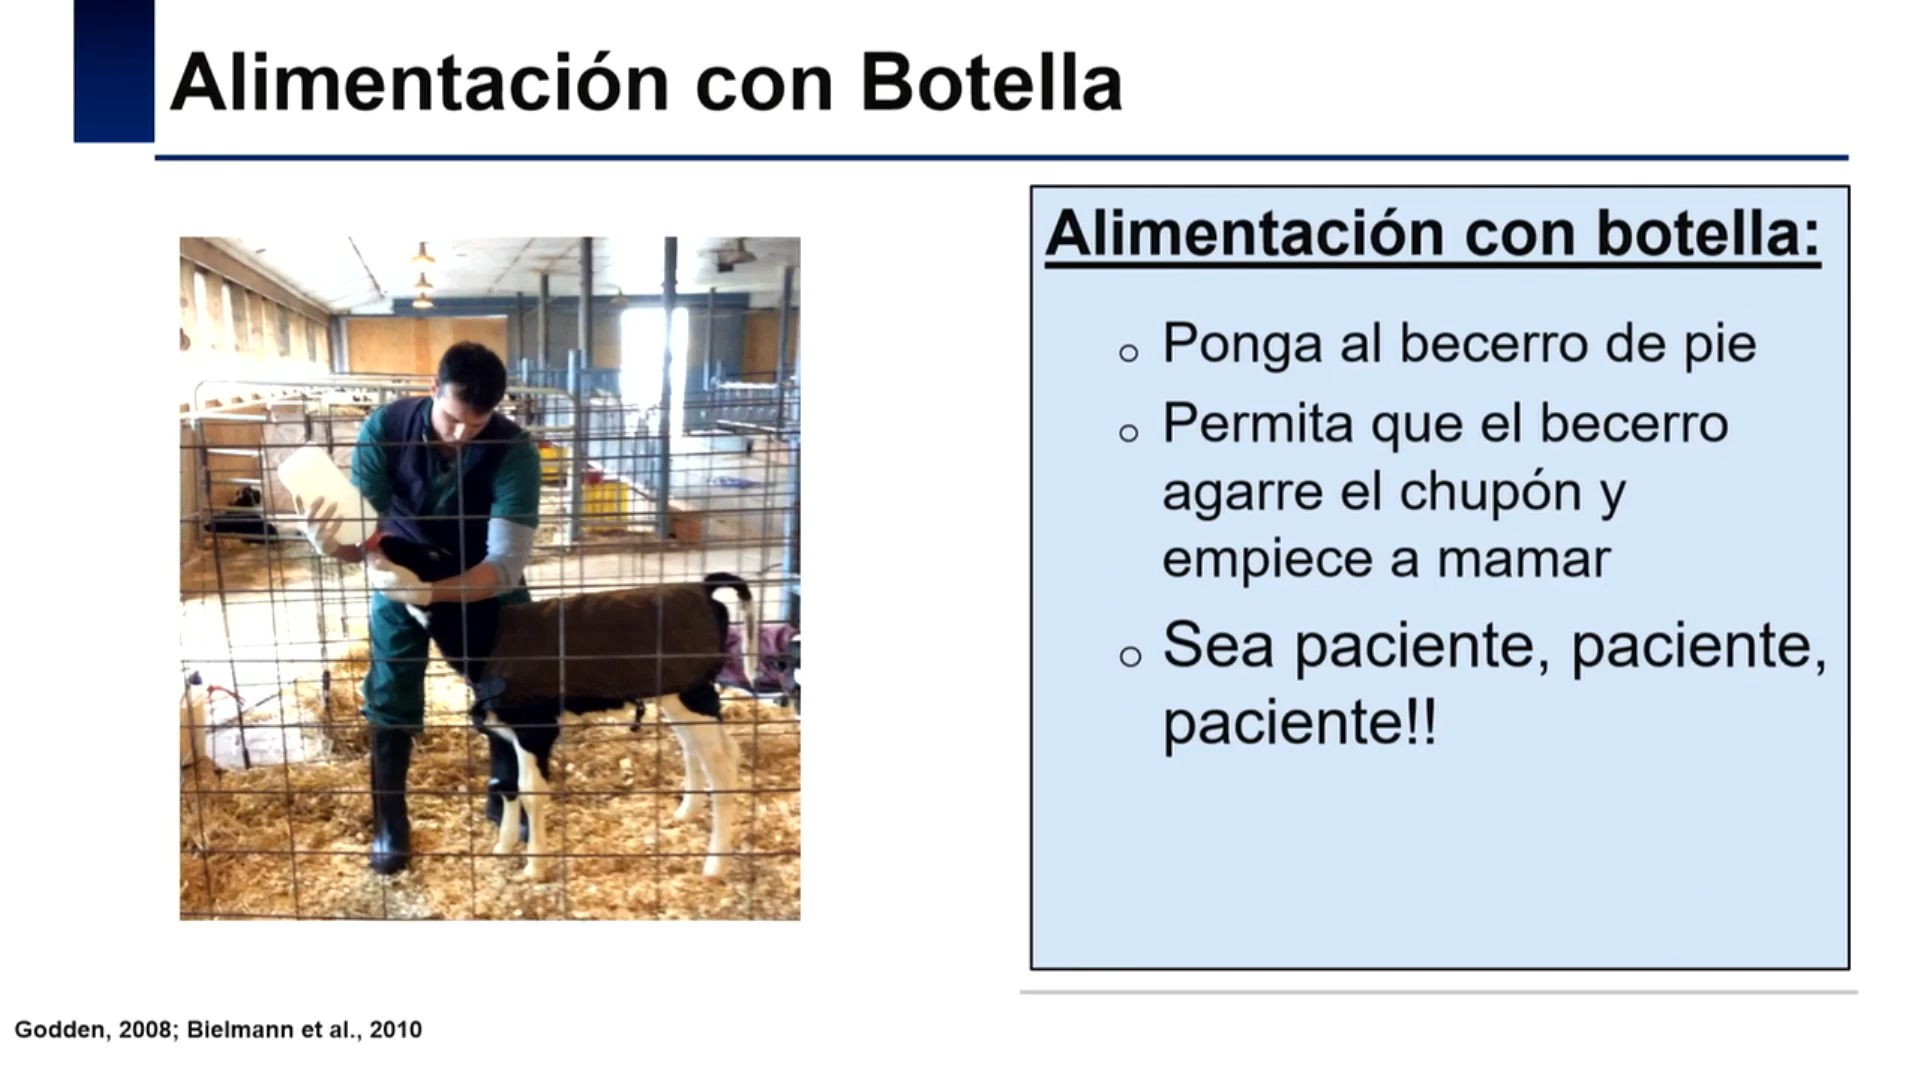 Alimentación con Botella
Alimentación con botella:
o Ponga al becerro de pie
o Permita que el becerro
agarre el chupón y
empiece a mamar
o Sea paciente, paciente,
paciente!!
Godden, 2008; Bielmann et al., 2010